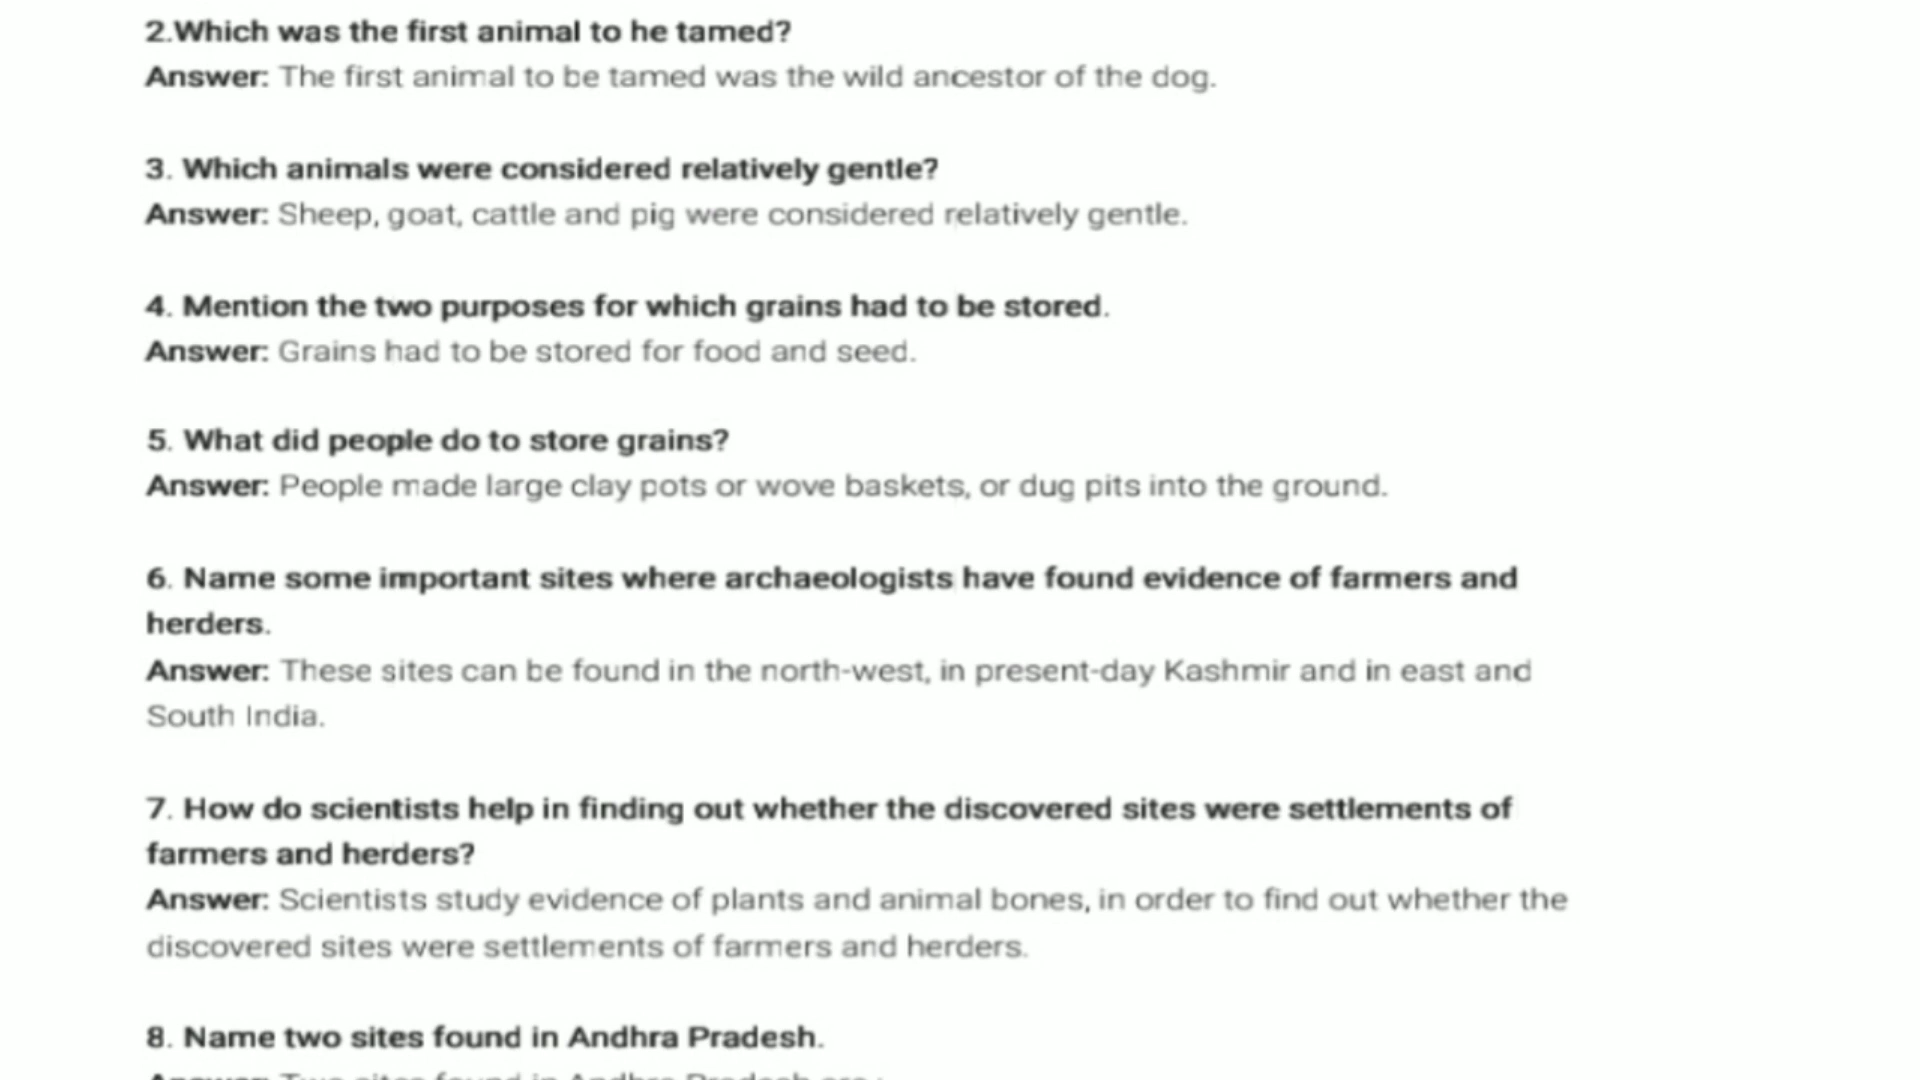 2.Which was the first animal to he tamed?
Answer: The first animal to be tamed was the wild ancestor of the dog.
3. Which animals were considered relatively gentle?
Answer: Sheep, goat, cattle and pig were considered relatively gentle.
4. Mention the two purposes for which grains had to be stored.
Answer: Grains had to be stored for food and seed.
5. What did people do to store grains?
Answer: People made large clay pots or wove baskets, or dug pits into the ground.
6. Name some important sites where archaeologists have found evidence of farmers and
herders.
Answer: These sites can be found in the north-west, in present-day Kashmir and in east and
South India.
7. How do scientists help in finding out whether the discovered sites were settlements of
farmers and herders?
Answer: Scientists study evidence of plants and animal bones, in order to find out whether the
discovered sites were settlements of farmers and herders.
8. Name two sites found in Andhra Pradesh.
Answer: Two sites found in Andhra Pradesh are :